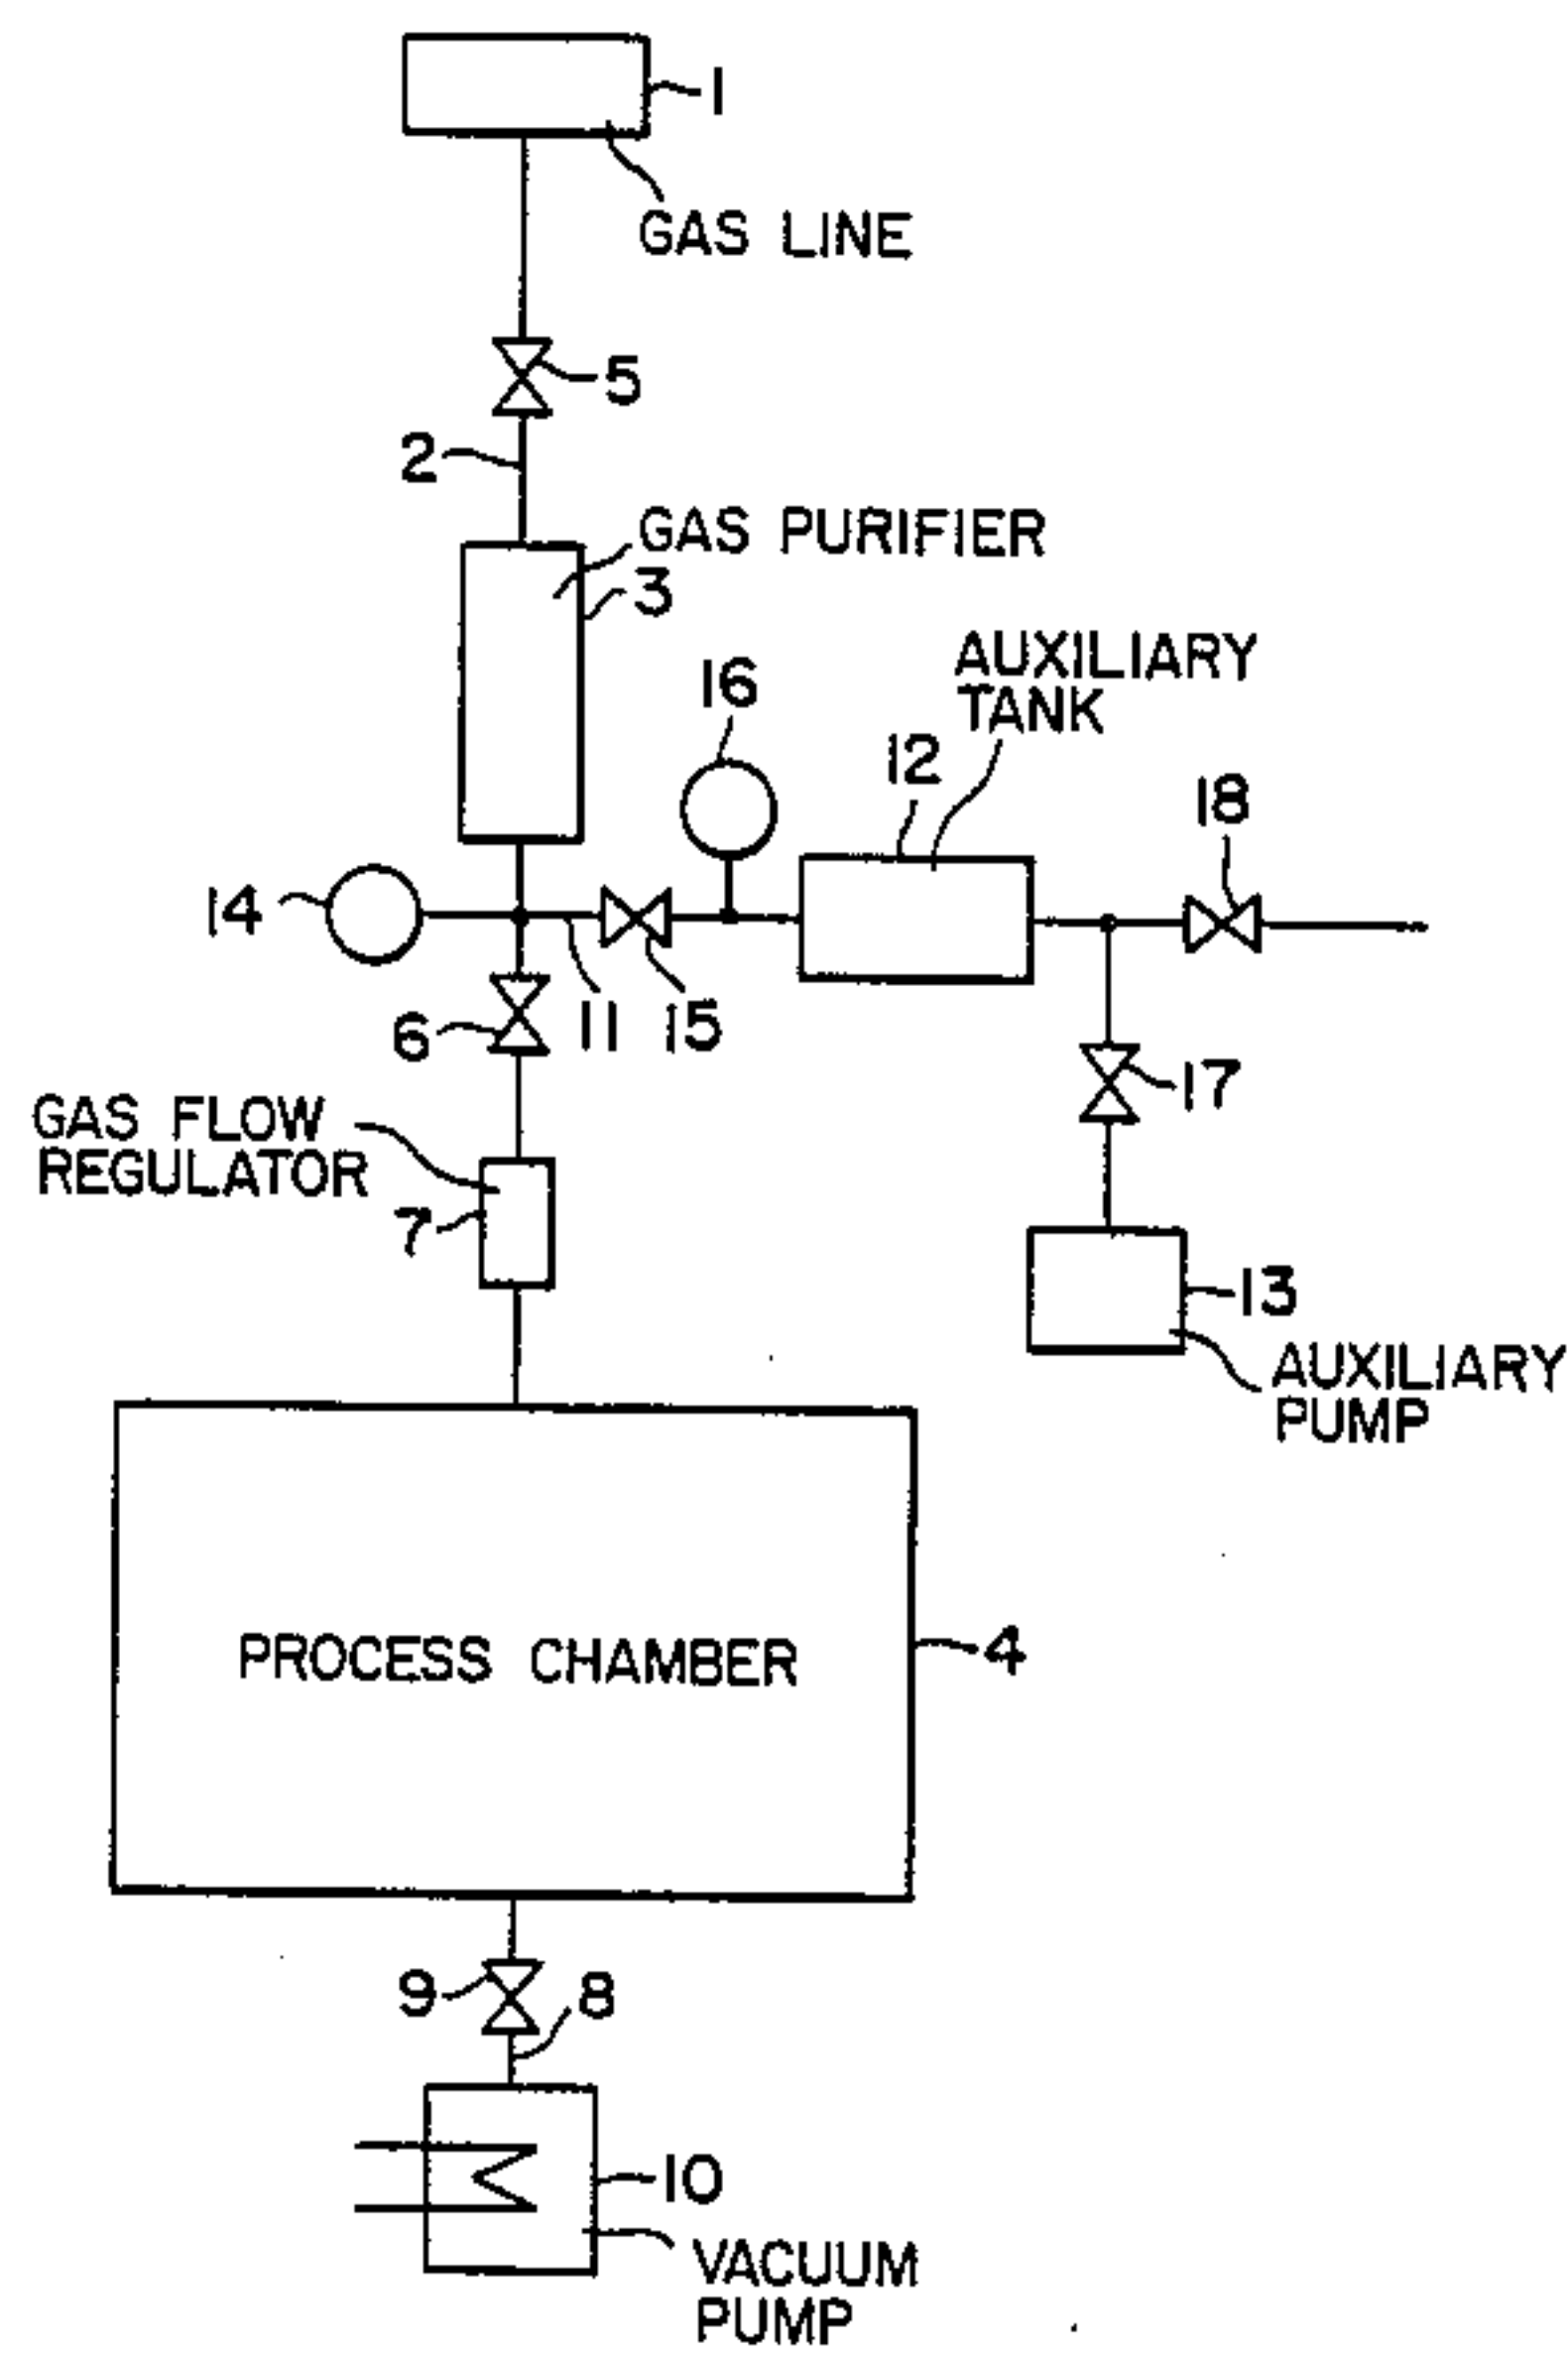 1
GAS LINE
5
2
GAS PURIFIER
3
AUXILIARY
TANK
16
12
18
14
6
11
15
17
GAS FLOW
REGULATOR
7
13
AUXILIARY
PUMP
PROCESS CHAMBER
4
9
8
10
VACUUM
PUMP